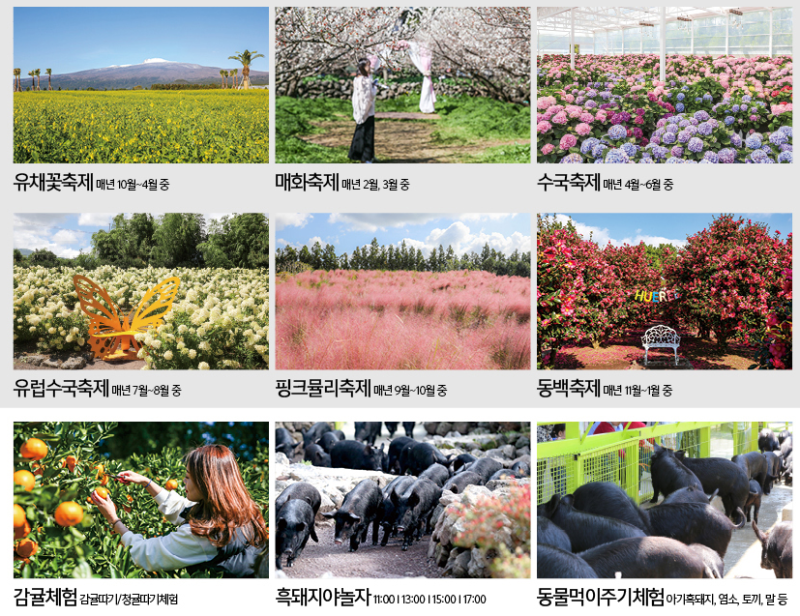 유채꽃축제 매년 10월~4월 중
매화축제 매년 2월, 3월 중
수국축제 매년 4월~6월 중
HUEREE
유럽수국축제 매년 7월~8월 중
핑크뮬리축제 매년 9월~10월 중
동백축제 매년 11월~1월 중
감귤체험 감귤따기/청귤따기체험
흑돼지야놀자 11:00 I 13:00 I 15:00 I 17:00
동물먹이주기체험 아기흑돼지, 염소, 토끼, 말 등